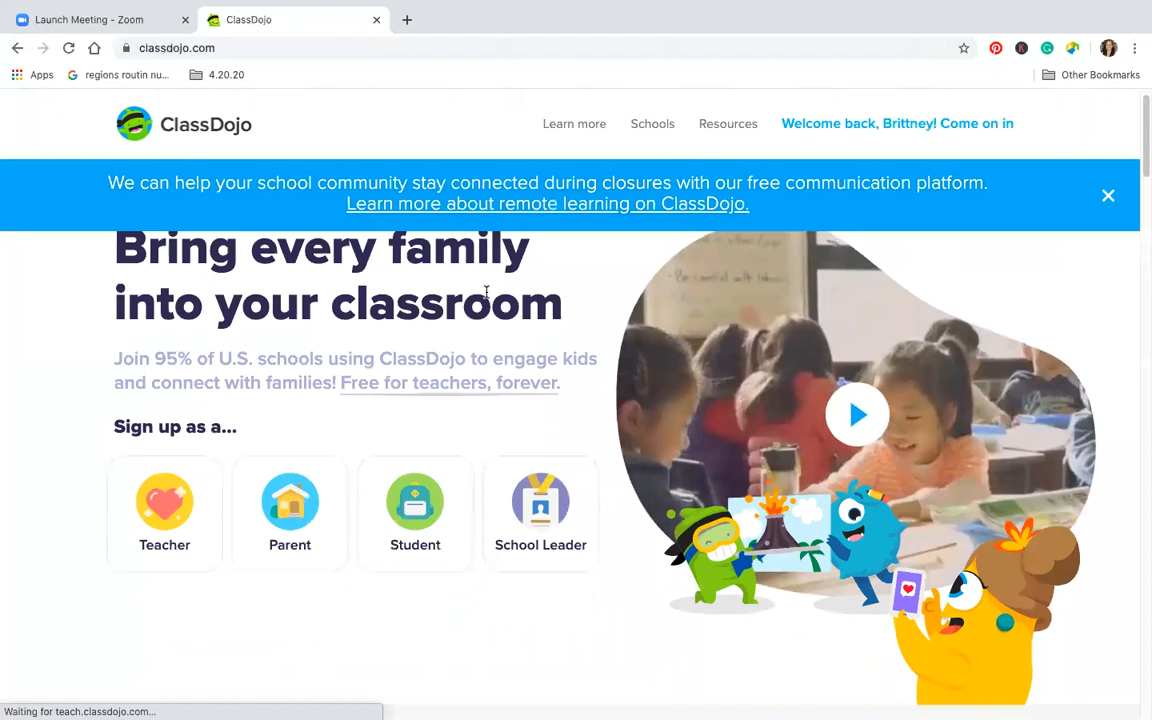 Launch Meeting - Zoom
ClassDojo
classdojo.com
Apps
regions routin nu...
4.20.20
Other Bookmarks
ClassDojo
Learn more
Schools
Resources
Welcome back, Brittney! Come on in
We can help your school community stay connected during closures with our free communication platform.
Learn more about remote learning on ClassDojo.
Bring every family
into your classroom
Join 95% of U.S. schools using ClassDojo to engage kids
and connect with families! Free for teachers, forever.
Sign up as a...
Teacher
Parent
Student
School Leader
Waiting for teach.classdojo.com...